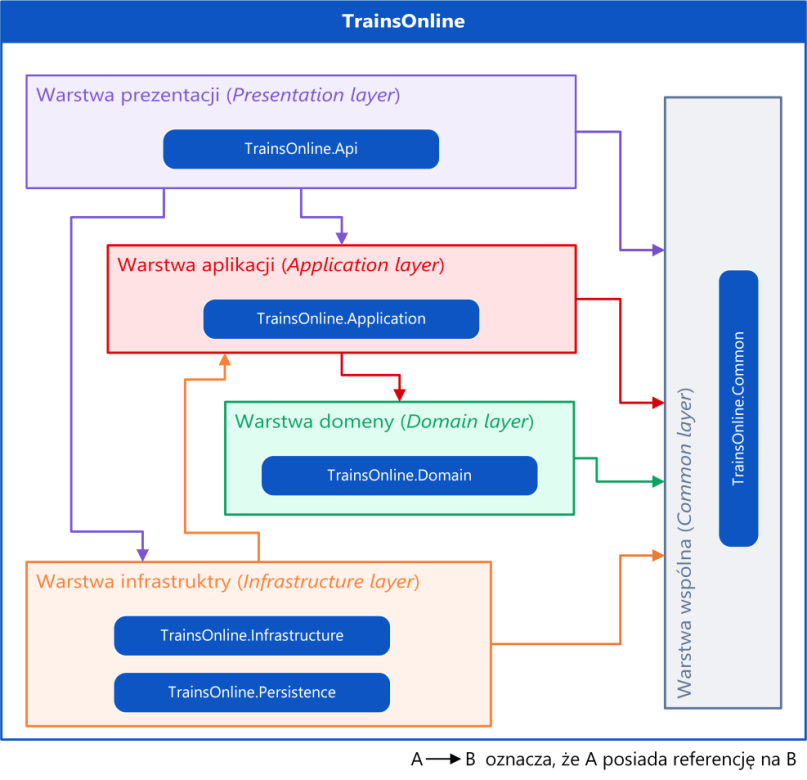 TrainsOnline
Warstwa prezentacji (Presentation layer)
TrainsOnline.Api
Warstwa aplikacji (Application layer)
TrainsOnline.Application
Warstwa domeny (Domain layer)
TrainsOnline.Domain
Warstwa infrastruktry (Infrastructure layer)
TrainsOnline.Infrastructure
TrainsOnline.Persistence
Warstwa wspólna (Common layer)
TrainsOnline.Common
A B oznacza, że A posiada referencję na B